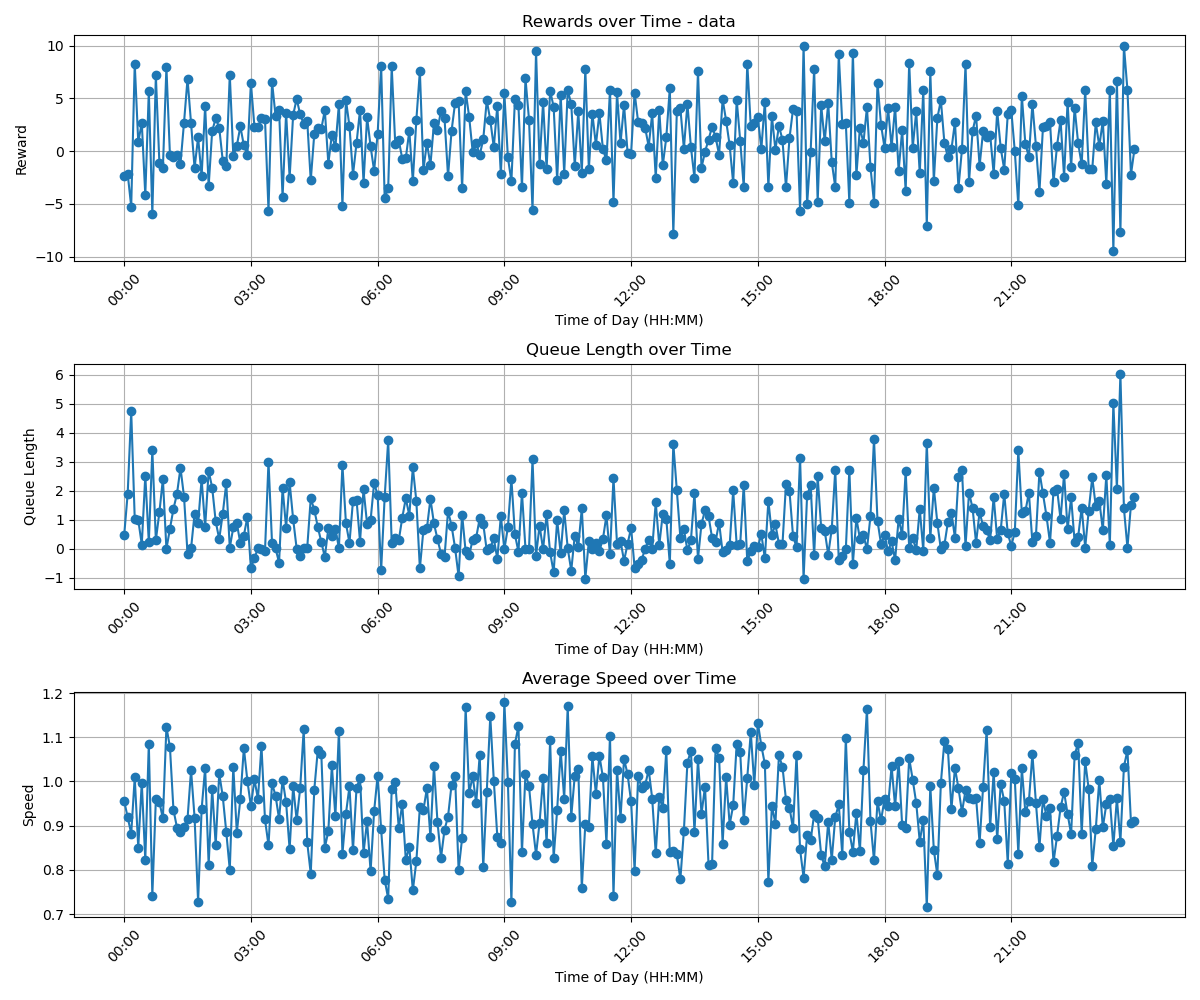 Rewards over Time - data
10
5
0
−5
−10
Reward
00:00 03:00 06:00 09:00 12:00 15:00 18:00 21:00
Time of Day (HH:MM)
Queue Length over Time
6
5
4
3
2
1
0
−1
Queue Length
00:00 03:00 06:00 09:00 12:00 15:00 18:00 21:00
Time of Day (HH:MM)
Average Speed over Time
1.2
1.1
1.0
0.9
0.8
0.7
Speed
00:00 03:00 06:00 09:00 12:00 15:00 18:00 21:00
Time of Day (HH:MM)